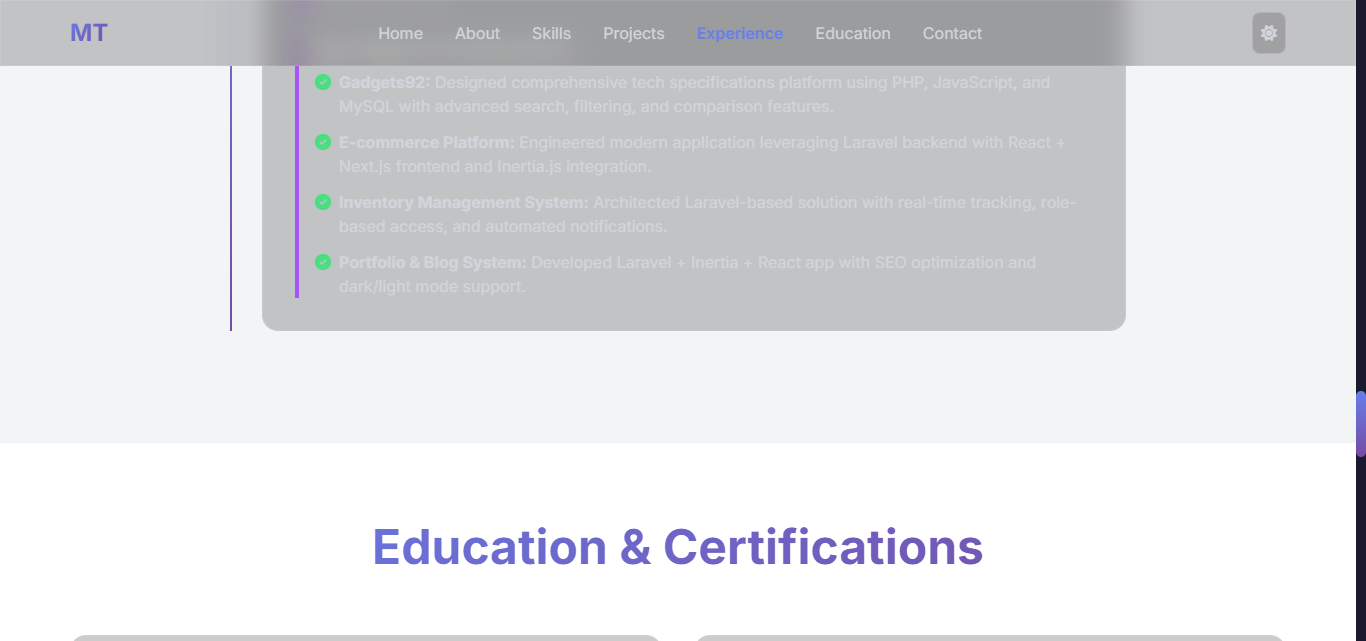 MT
Home About Skills Projects Experience Education Contact
Gadgets92: Designed comprehensive tech specifications platform using PHP, JavaScript, and
MySQL with advanced search, filtering, and comparison features.
E-commerce Platform: Engineered modern application leveraging Laravel backend with React +
Next.js frontend and Inertia.js integration.
Inventory Management System: Architected Laravel-based solution with real-time tracking, role-
based access, and automated notifications.
Portfolio & Blog System: Developed Laravel + Inertia + React app with SEO optimization and
dark/light mode support.
Education & Certifications